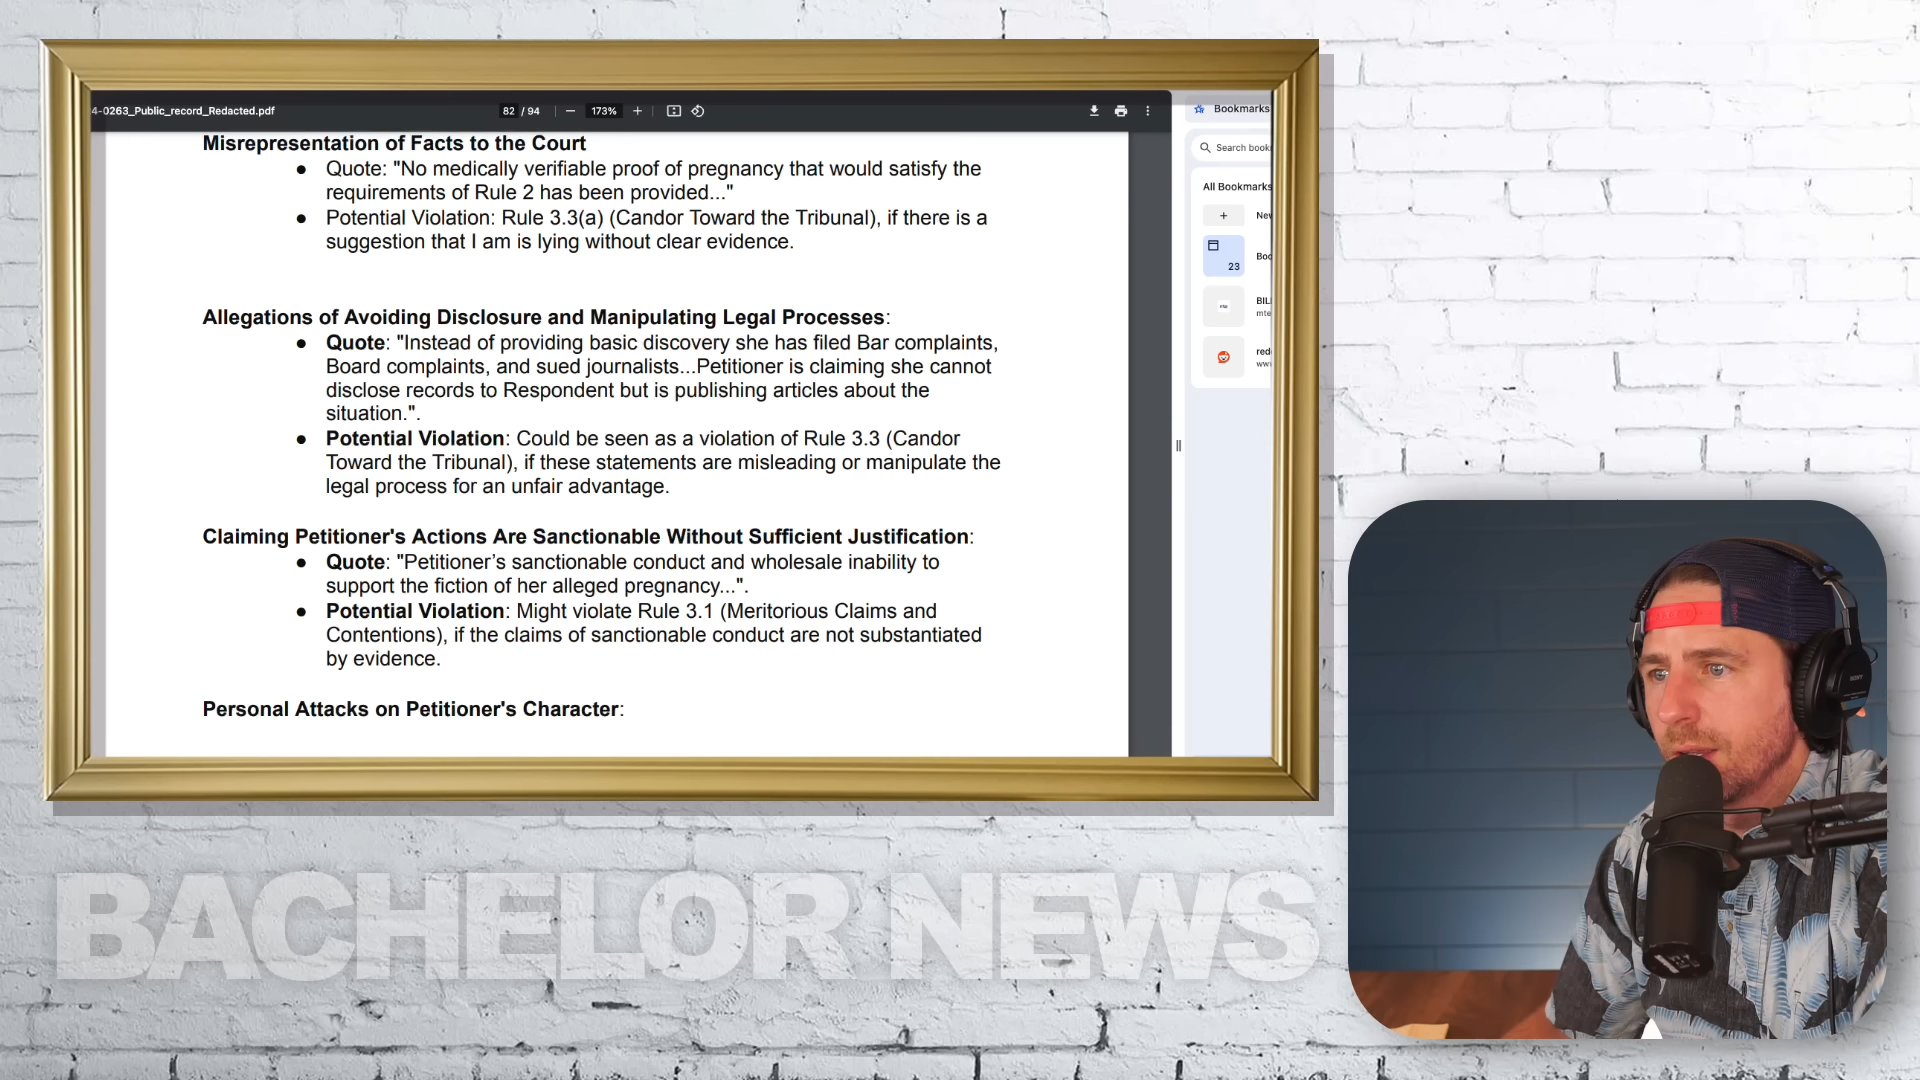 4-0263_Public_record_Redacted.pdf
82 / 94
173%
Bookmarks
Search book
All Bookmarks
23
Misrepresentation of Facts to the Court
● Quote: "No medically verifiable proof of pregnancy that would satisfy the
requirements of Rule 2 has been provided..."
● Potential Violation: Rule 3.3(a) (Candor Toward the Tribunal), if there is a
suggestion that I am is lying without clear evidence.
Allegations of Avoiding Disclosure and Manipulating Legal Processes:
● Quote: "Instead of providing basic discovery she has filed Bar complaints,
Board complaints, and sued journalists...Petitioner is claiming she cannot
disclose records to Respondent but is publishing articles about the
situation.".
● Potential Violation: Could be seen as a violation of Rule 3.3 (Candor
Toward the Tribunal), if these statements are misleading or manipulate the
legal process for an unfair advantage.
Claiming Petitioner's Actions Are Sanctionable Without Sufficient Justification:
● Quote: "Petitioner’s sanctionable conduct and wholesale inability to
support the fiction of her alleged pregnancy...".
● Potential Violation: Might violate Rule 3.1 (Meritorious Claims and
Contentions), if the claims of sanctionable conduct are not substantiated
by evidence.
Personal Attacks on Petitioner's Character:
BACHELOR NEWS
SONY